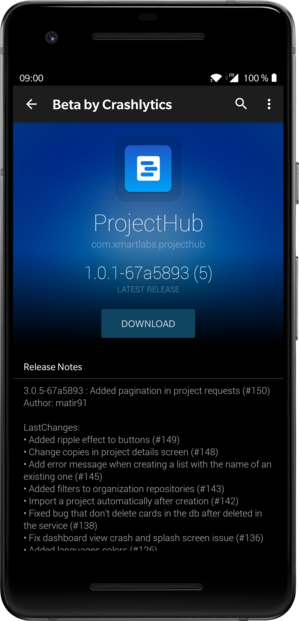 09:00
100 %
Beta by Crashlytics
ProjectHub
com.xmartlabs.projecthub
1.0.1-67a5893 (5)
LATEST RELEASE
DOWNLOAD
Release Notes
3.0.5-67a5893 : Added pagination in project requests (#150)
Author: matir91
LastChanges:
• Added ripple effect to buttons (#149)
• Change copies in project details screen (#148)
• Add error message when creating a list with the name of an
existing one (#145)
• Added filters to organization repositories (#143)
• Import a project automatically after creation (#142)
• Fixed bug that don't delete cards in the db after deleted in
the service (#138)
• Fix dashboard view crash and splash screen issue (#136)
• Added languages colors (#126)